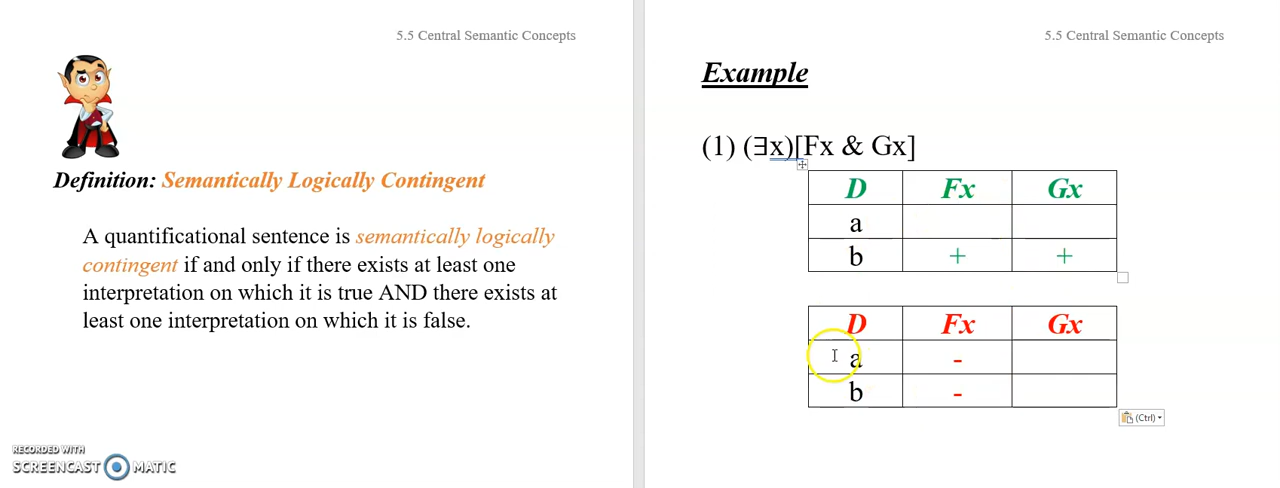 5.5 Central Semantic Concepts
Definition: Semantically Logically Contingent
A quantificational sentence is semantically logically
contingent if and only if there exists at least one
interpretation on which it is true AND there exists at
least one interpretation on which it is false.
RECORDED WITH
SCREENCAST MATIC
5.5 Central Semantic Concepts
Example
(1) (∃x)[Fx & Gx]
D Fx Gx
a
b + +
D Fx Gx
a -
b -
(Ctrl)